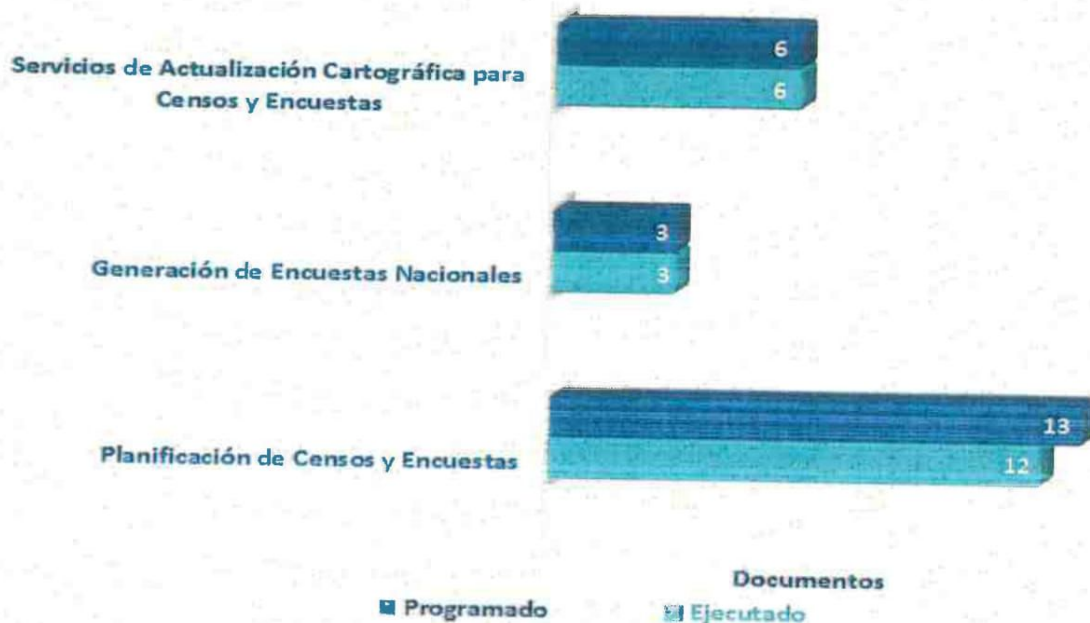 6
Servicios de Actualización Cartográfica para
Censos y Encuestas
6
3
Generación de Encuestas Nacionales
3
13
Planificación de Censos y Encuestas
12
Documentos
Programado
Ejecutado